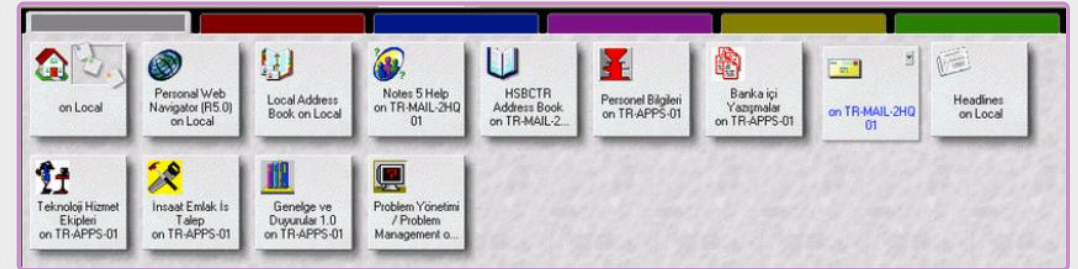 on Local
Personal Web
Navigator (R5.0)
on Local
Local Address
Book on Local
Notes 5 Help
on TR-MAIL-2HQ
01
HSBCTR
Address Book
on TR-MAIL-2...
Personel Bilgileri
on TR-APPS-01
Banka içi
Yazışmalar
on TR-APPS-01
on TR-MAIL-2HQ
01
Headlines
on Local
Teknoloji Hizmet
Ekipleri
on TR-APPS-01
İnsaat Emlak İs
Talep
on TR-APPS-01
Genelge ve
Duyurular 1.0
on TR-APPS-01
Problem Yönetimi
/ Problem
Management o...